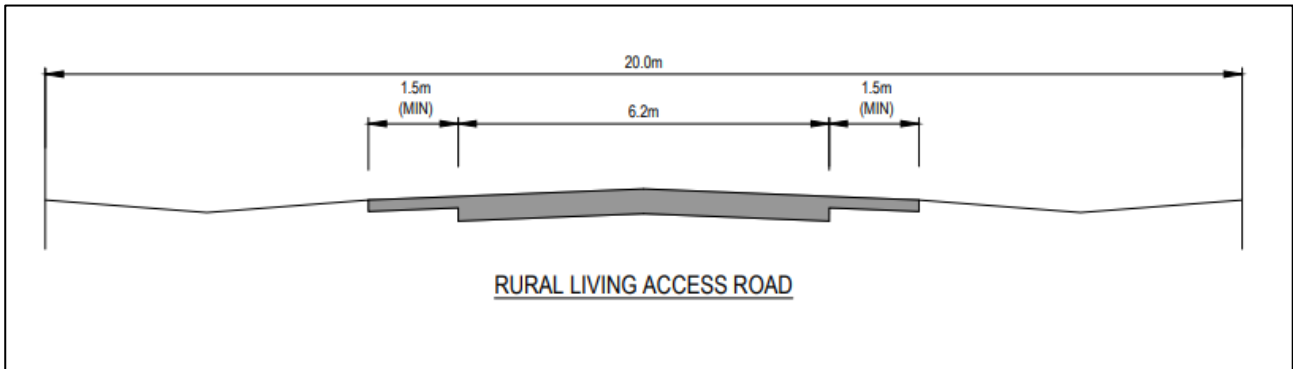 20.0m
1.5m
(MIN)
6.2m
1.5m
(MIN)
RURAL LIVING ACCESS ROAD